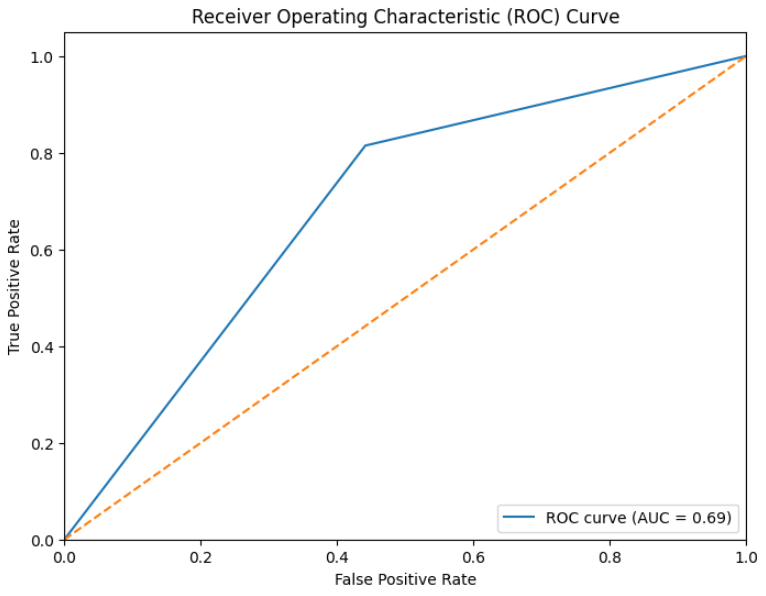 Receiver Operating Characteristic (ROC) Curve
True Positive Rate
1.0
0.8
0.6
0.4
0.2
0.0
ROC curve (AUC = 0.69)
0.0 0.2 0.4 0.6 0.8 1.0
False Positive Rate